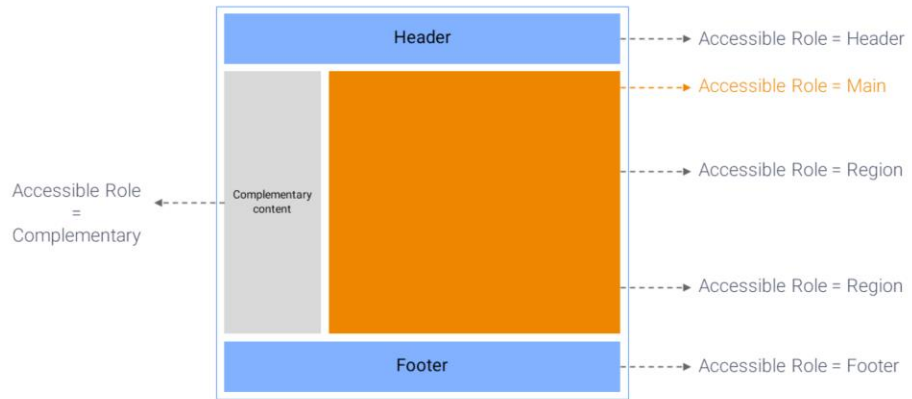 Header
Accessible Role = Header
Accessible Role = Main
Accessible Role = Region
Accessible Role
=
Complementary
Complementary
content
Accessible Role = Region
Footer
Accessible Role = Footer